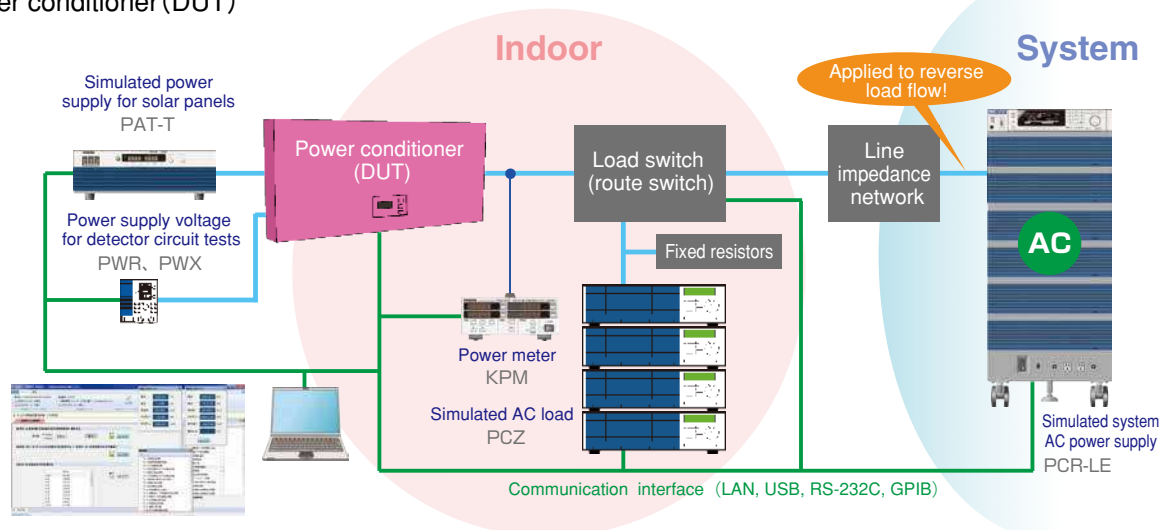 er conditioner（DUT）
Indoor
System
Simulated power
supply for solar panels
PAT-T
Applied to reverse
load flow!
Power conditioner
(DUT)
Load switch
(route switch)
Line
impedance
network
Power supply voltage
for detector circuit tests
PWR、PWX
AC
Fixed resistors
Power meter
KPM
Simulated AC load
PCZ
Simulated system
AC power supply
PCR-LE
Communication interface（LAN, USB, RS-232C, GPIB）